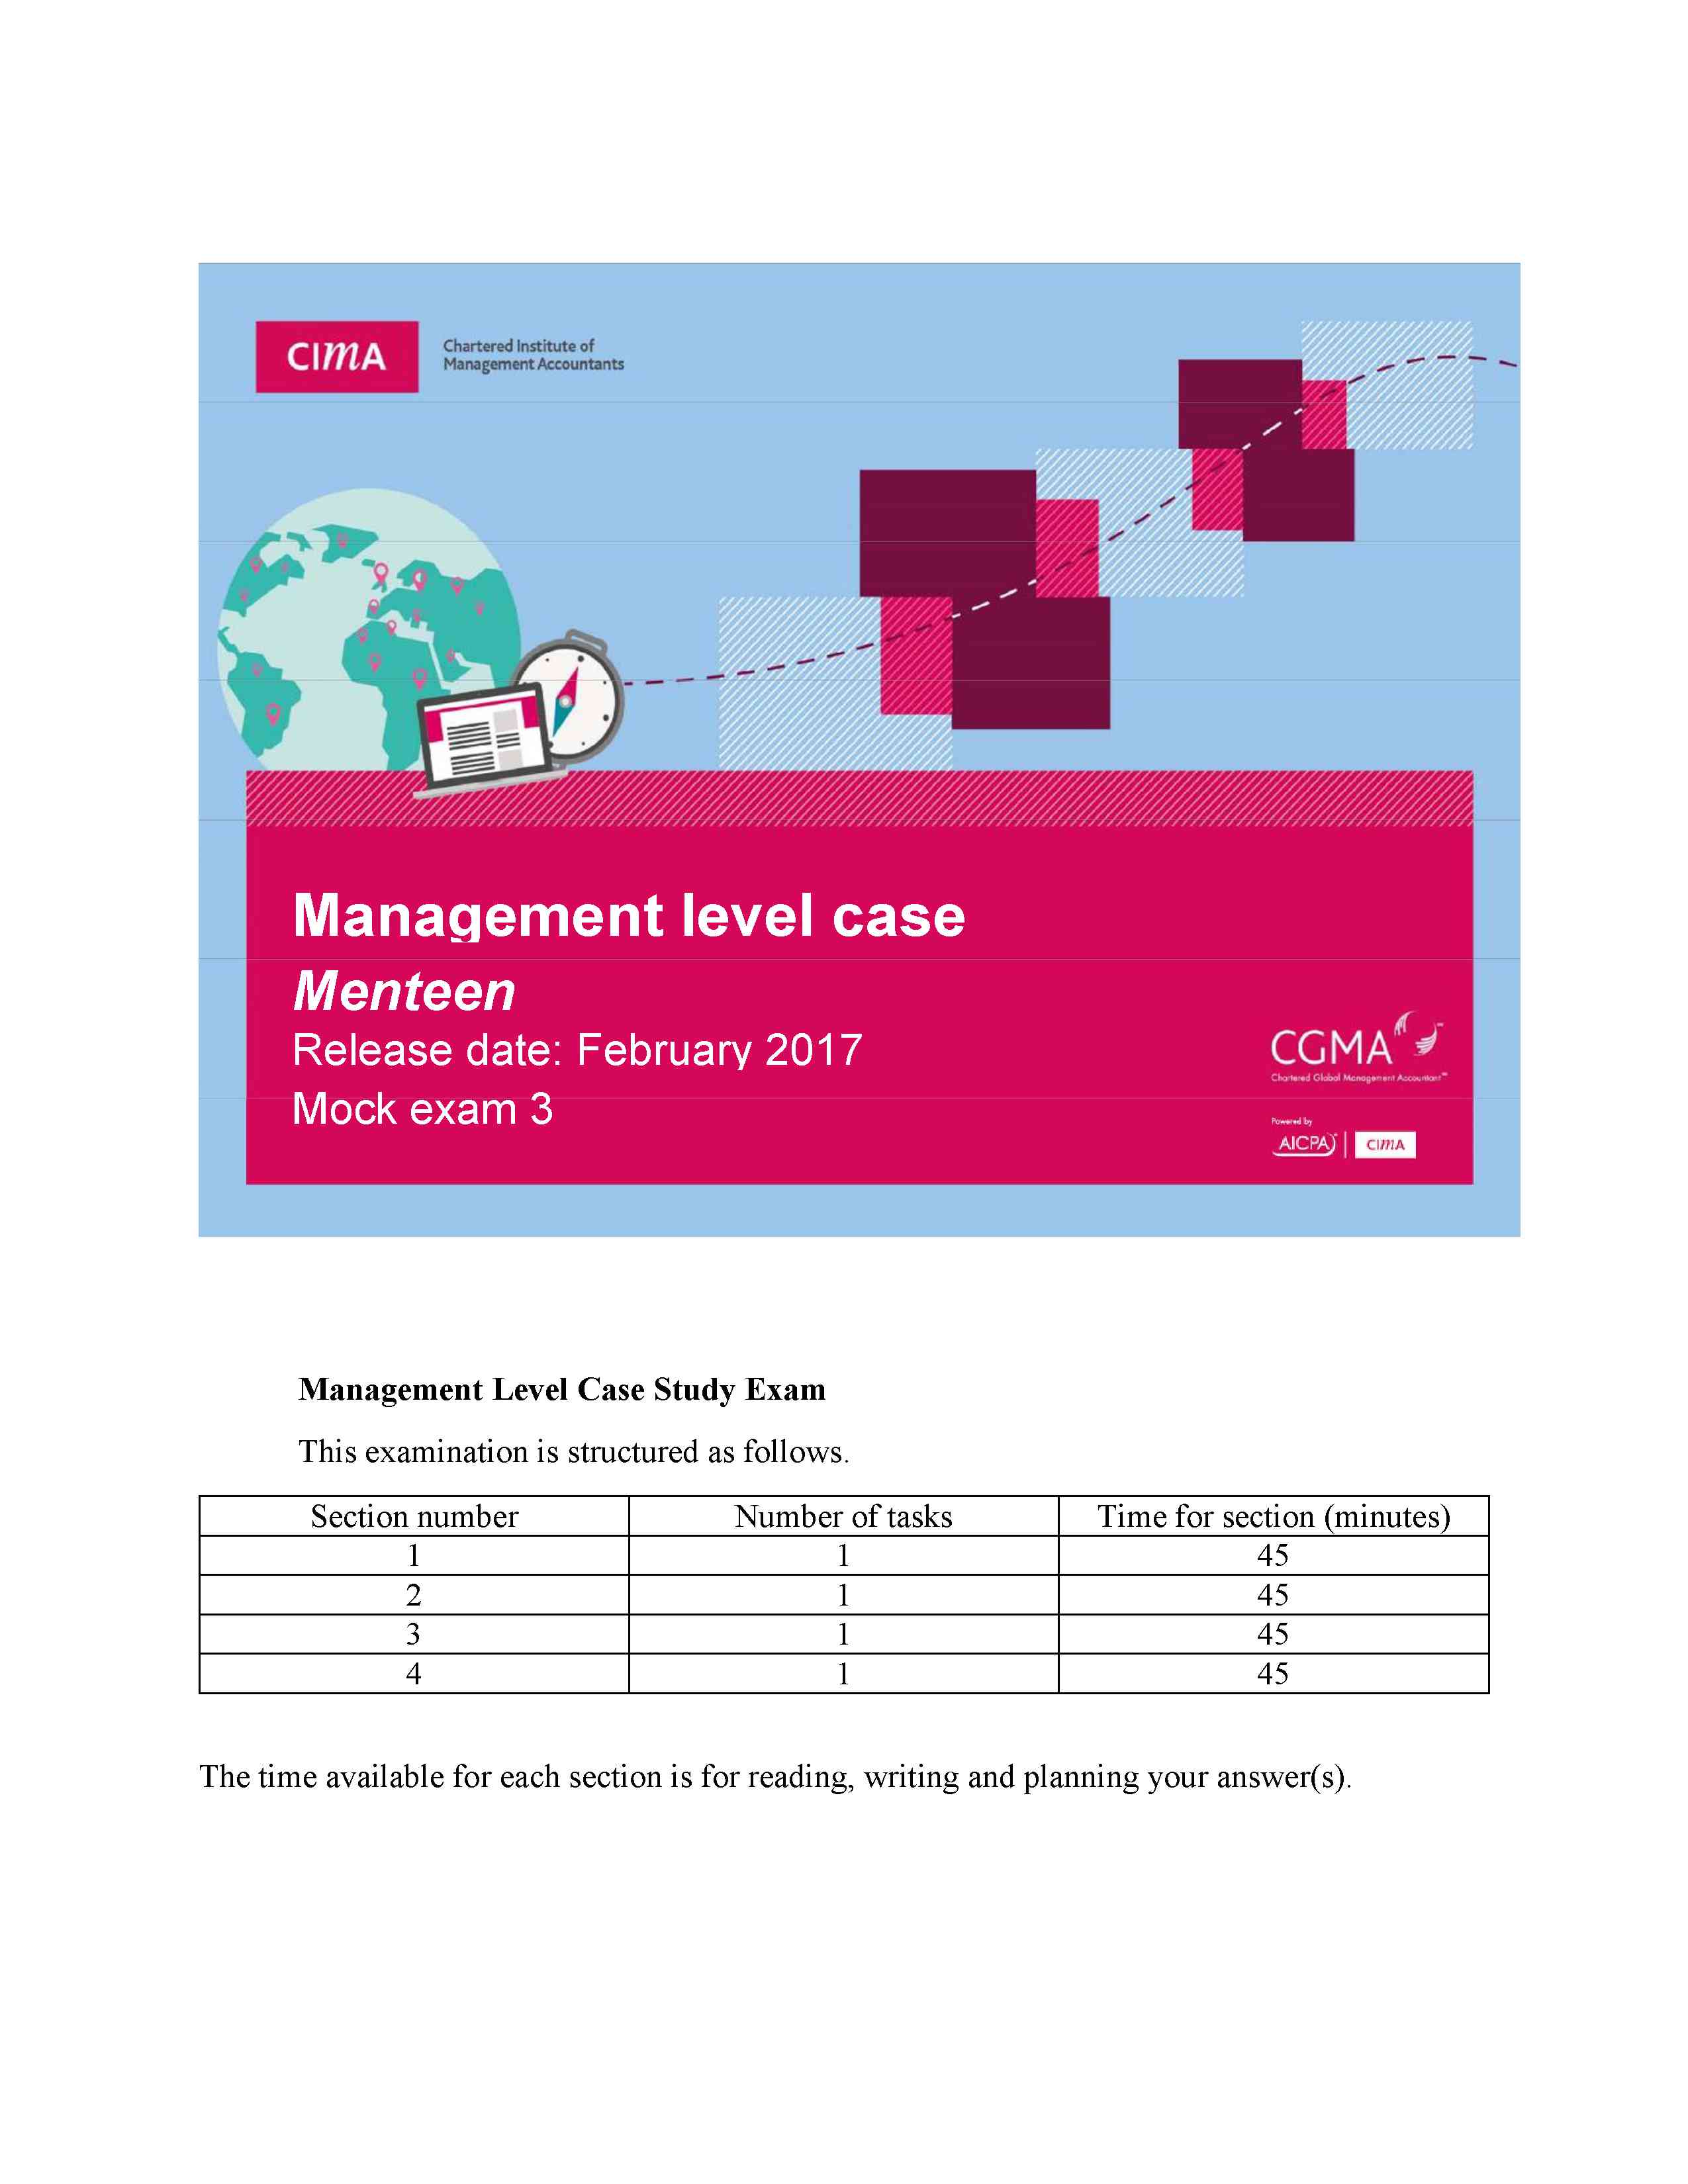 CIMA
Chartered Institute of
Management Accountants
Management level case
Menteen
Release date: February 2017
Mock exam 3
CGMA
Chartered Global Management Accountant™
Powered by
AICPA | CIMA
Management Level Case Study Exam
This examination is structured as follows.
Section number Number of tasks Time for section (minutes)
1 1 45
2 1 45
3 1 45
4 1 45
The time available for each section is for reading, writing and planning your answer(s).